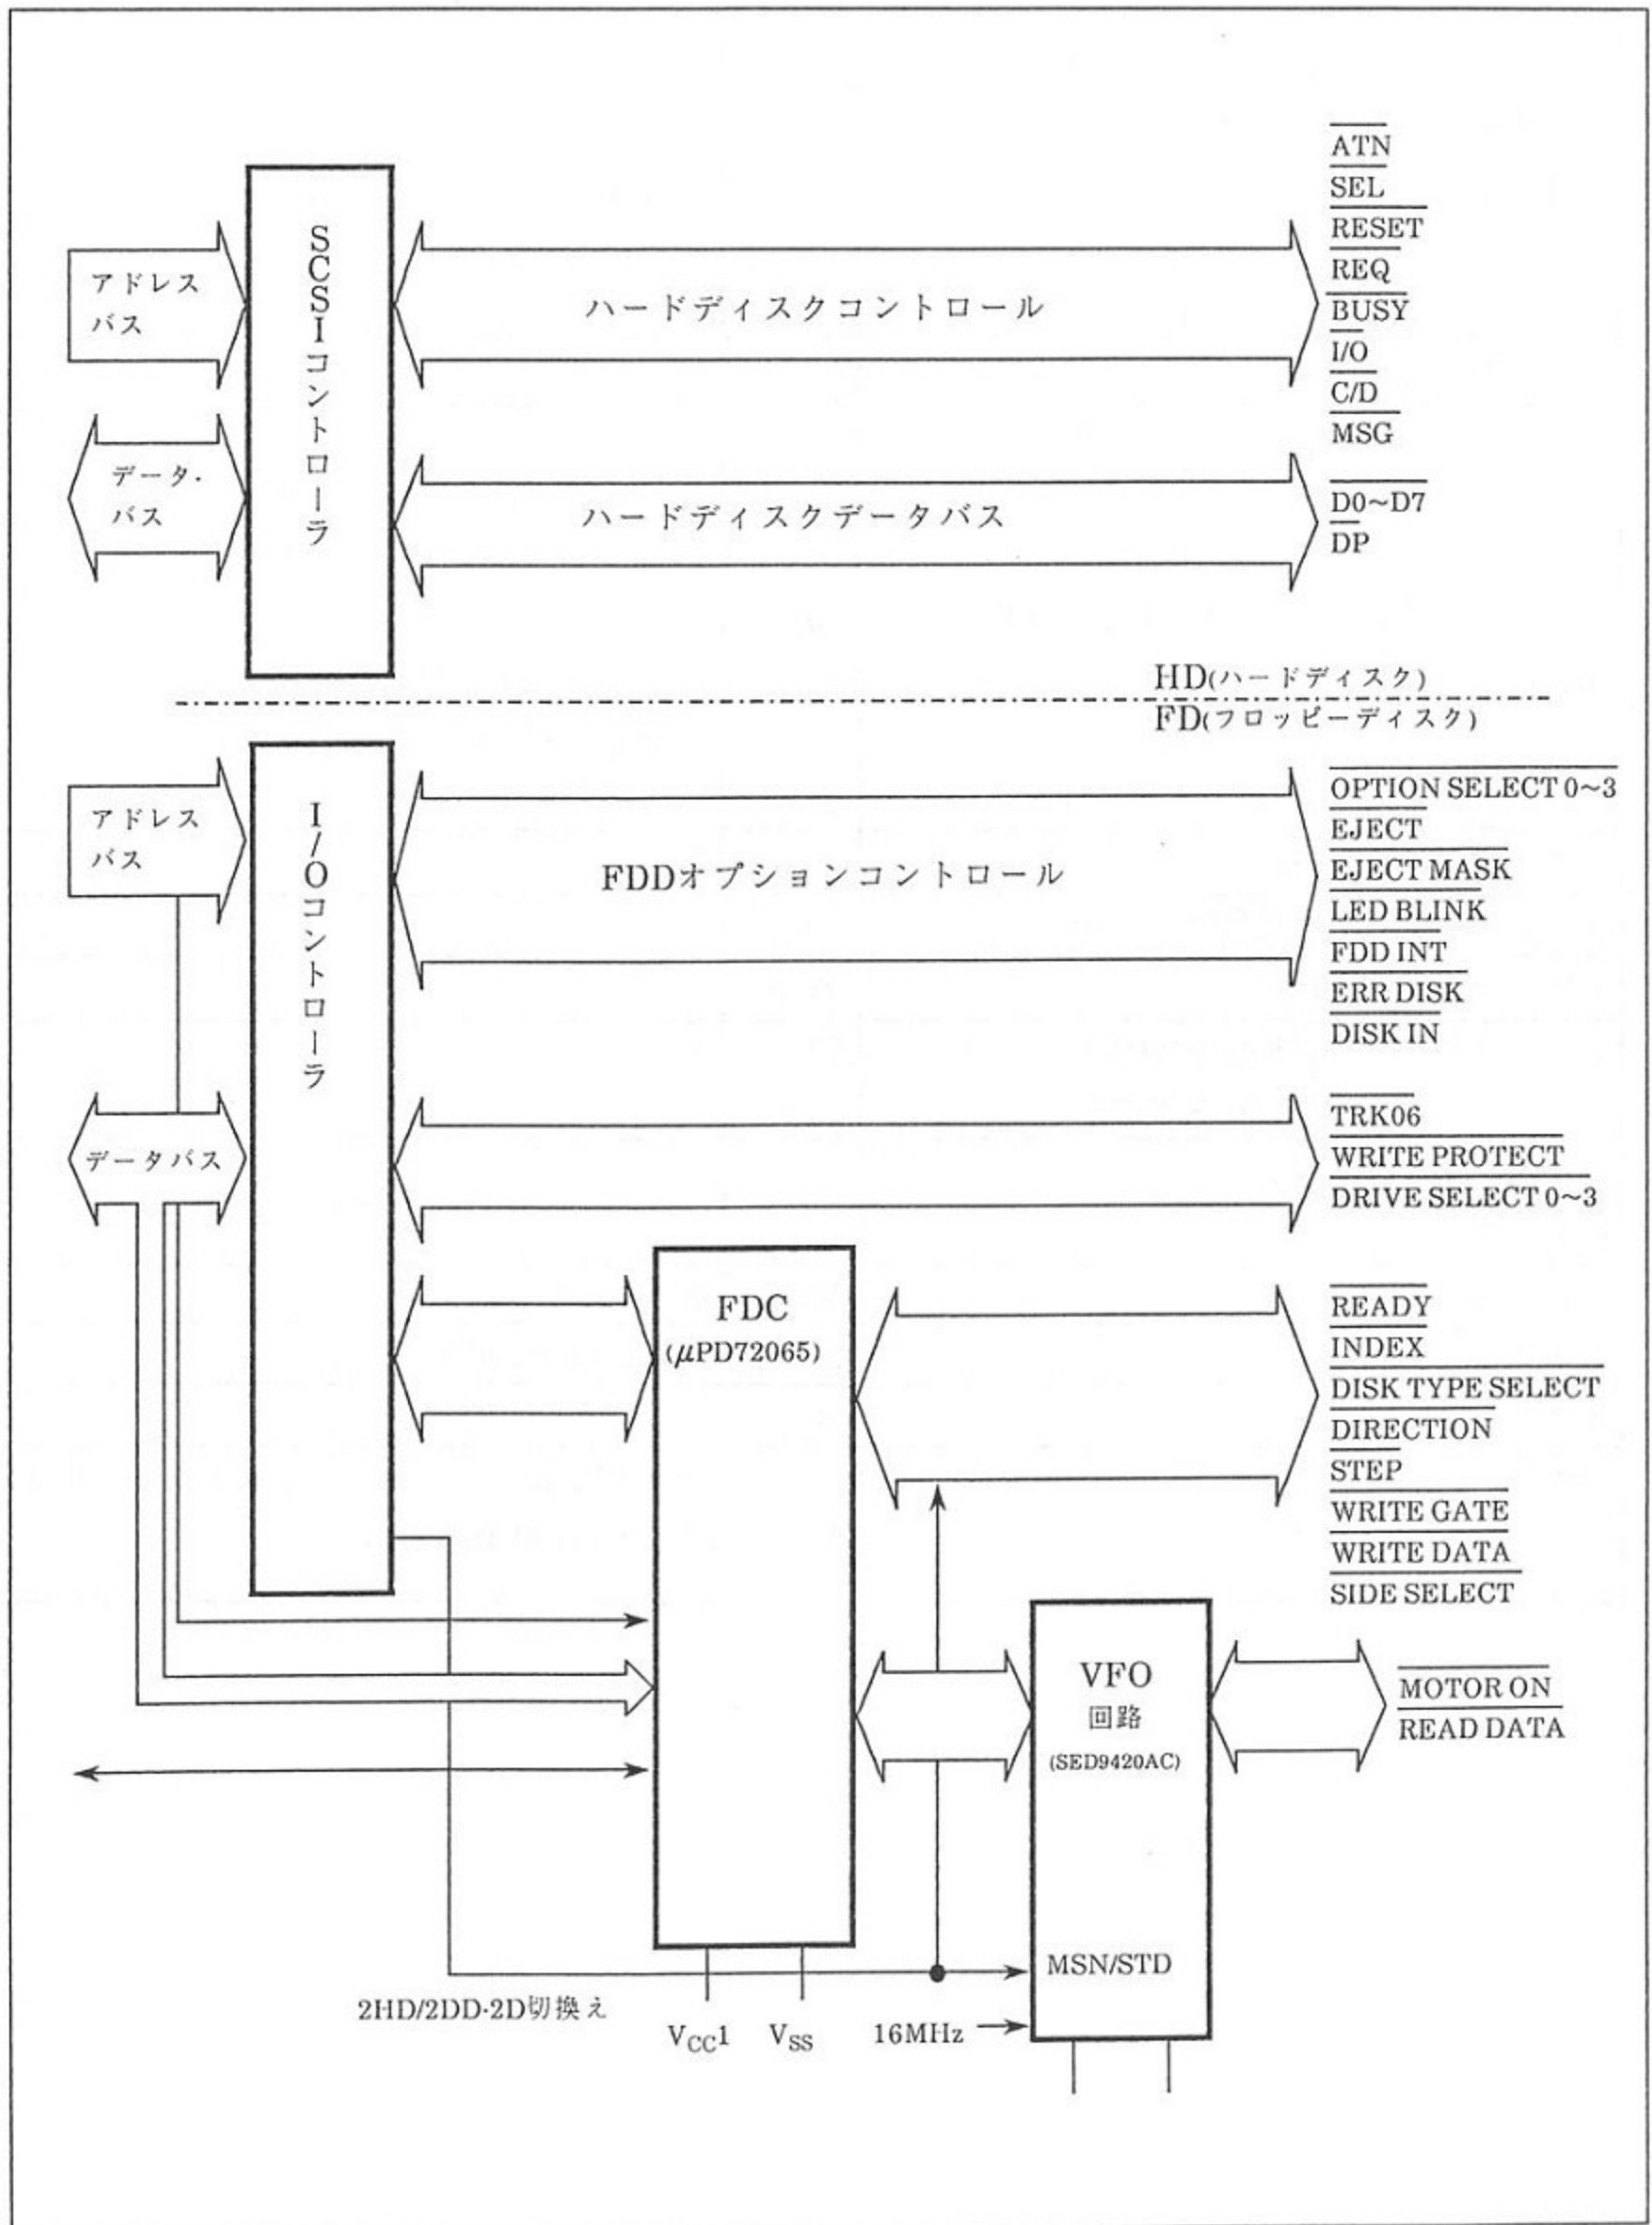 ATN
SEL
RESET
REQ
BUSY
I/O
C/D
MSG
SCSIコントローラ
アドレス
バス
ハードディスクコントロール
データ・
バス
ハードディスクデータバス
D0~D7
DP
HD(ハードディスク)
FD(フロッピーディスク)
I/Oコントローラ
アドレス
バス
FDDオプションコントロール
OPTION SELECT 0~3
EJECT
EJECT MASK
LED BLINK
FDD INT
ERR DISK
DISK IN
データバス
TRK06
WRITE PROTECT
DRIVE SELECT 0~3
FDC
(μPD72065)
READY
INDEX
DISK TYPE SELECT
DIRECTION
STEP
WRITE GATE
WRITE DATA
SIDE SELECT
VFO
回路
(SED9420AC)
MOTOR ON
READ DATA
MSN/STD
2HD/2DD·2D切換え
VCC1
VSS
16MHz